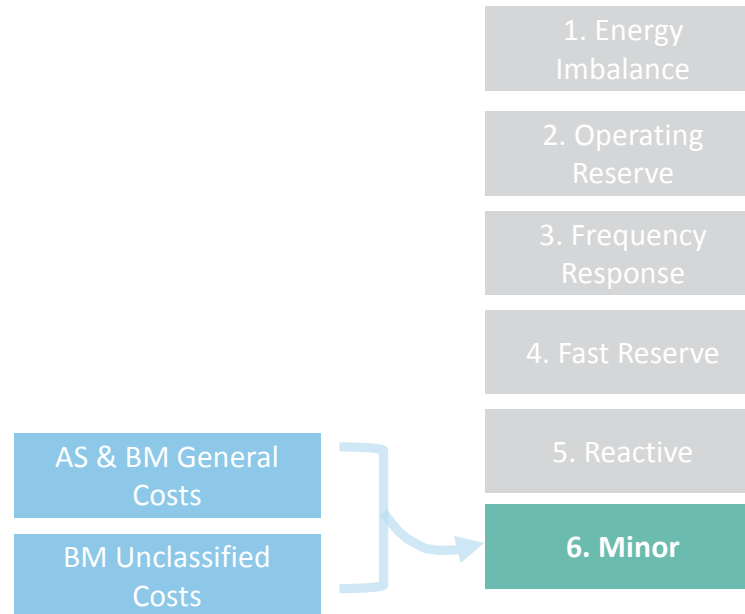 1. Energy
Imbalance
2. Operating
Reserve
3. Frequency
Response
4. Fast Reserve
5. Reactive
AS & BM General
Costs
6. Minor
BM Unclassified
Costs